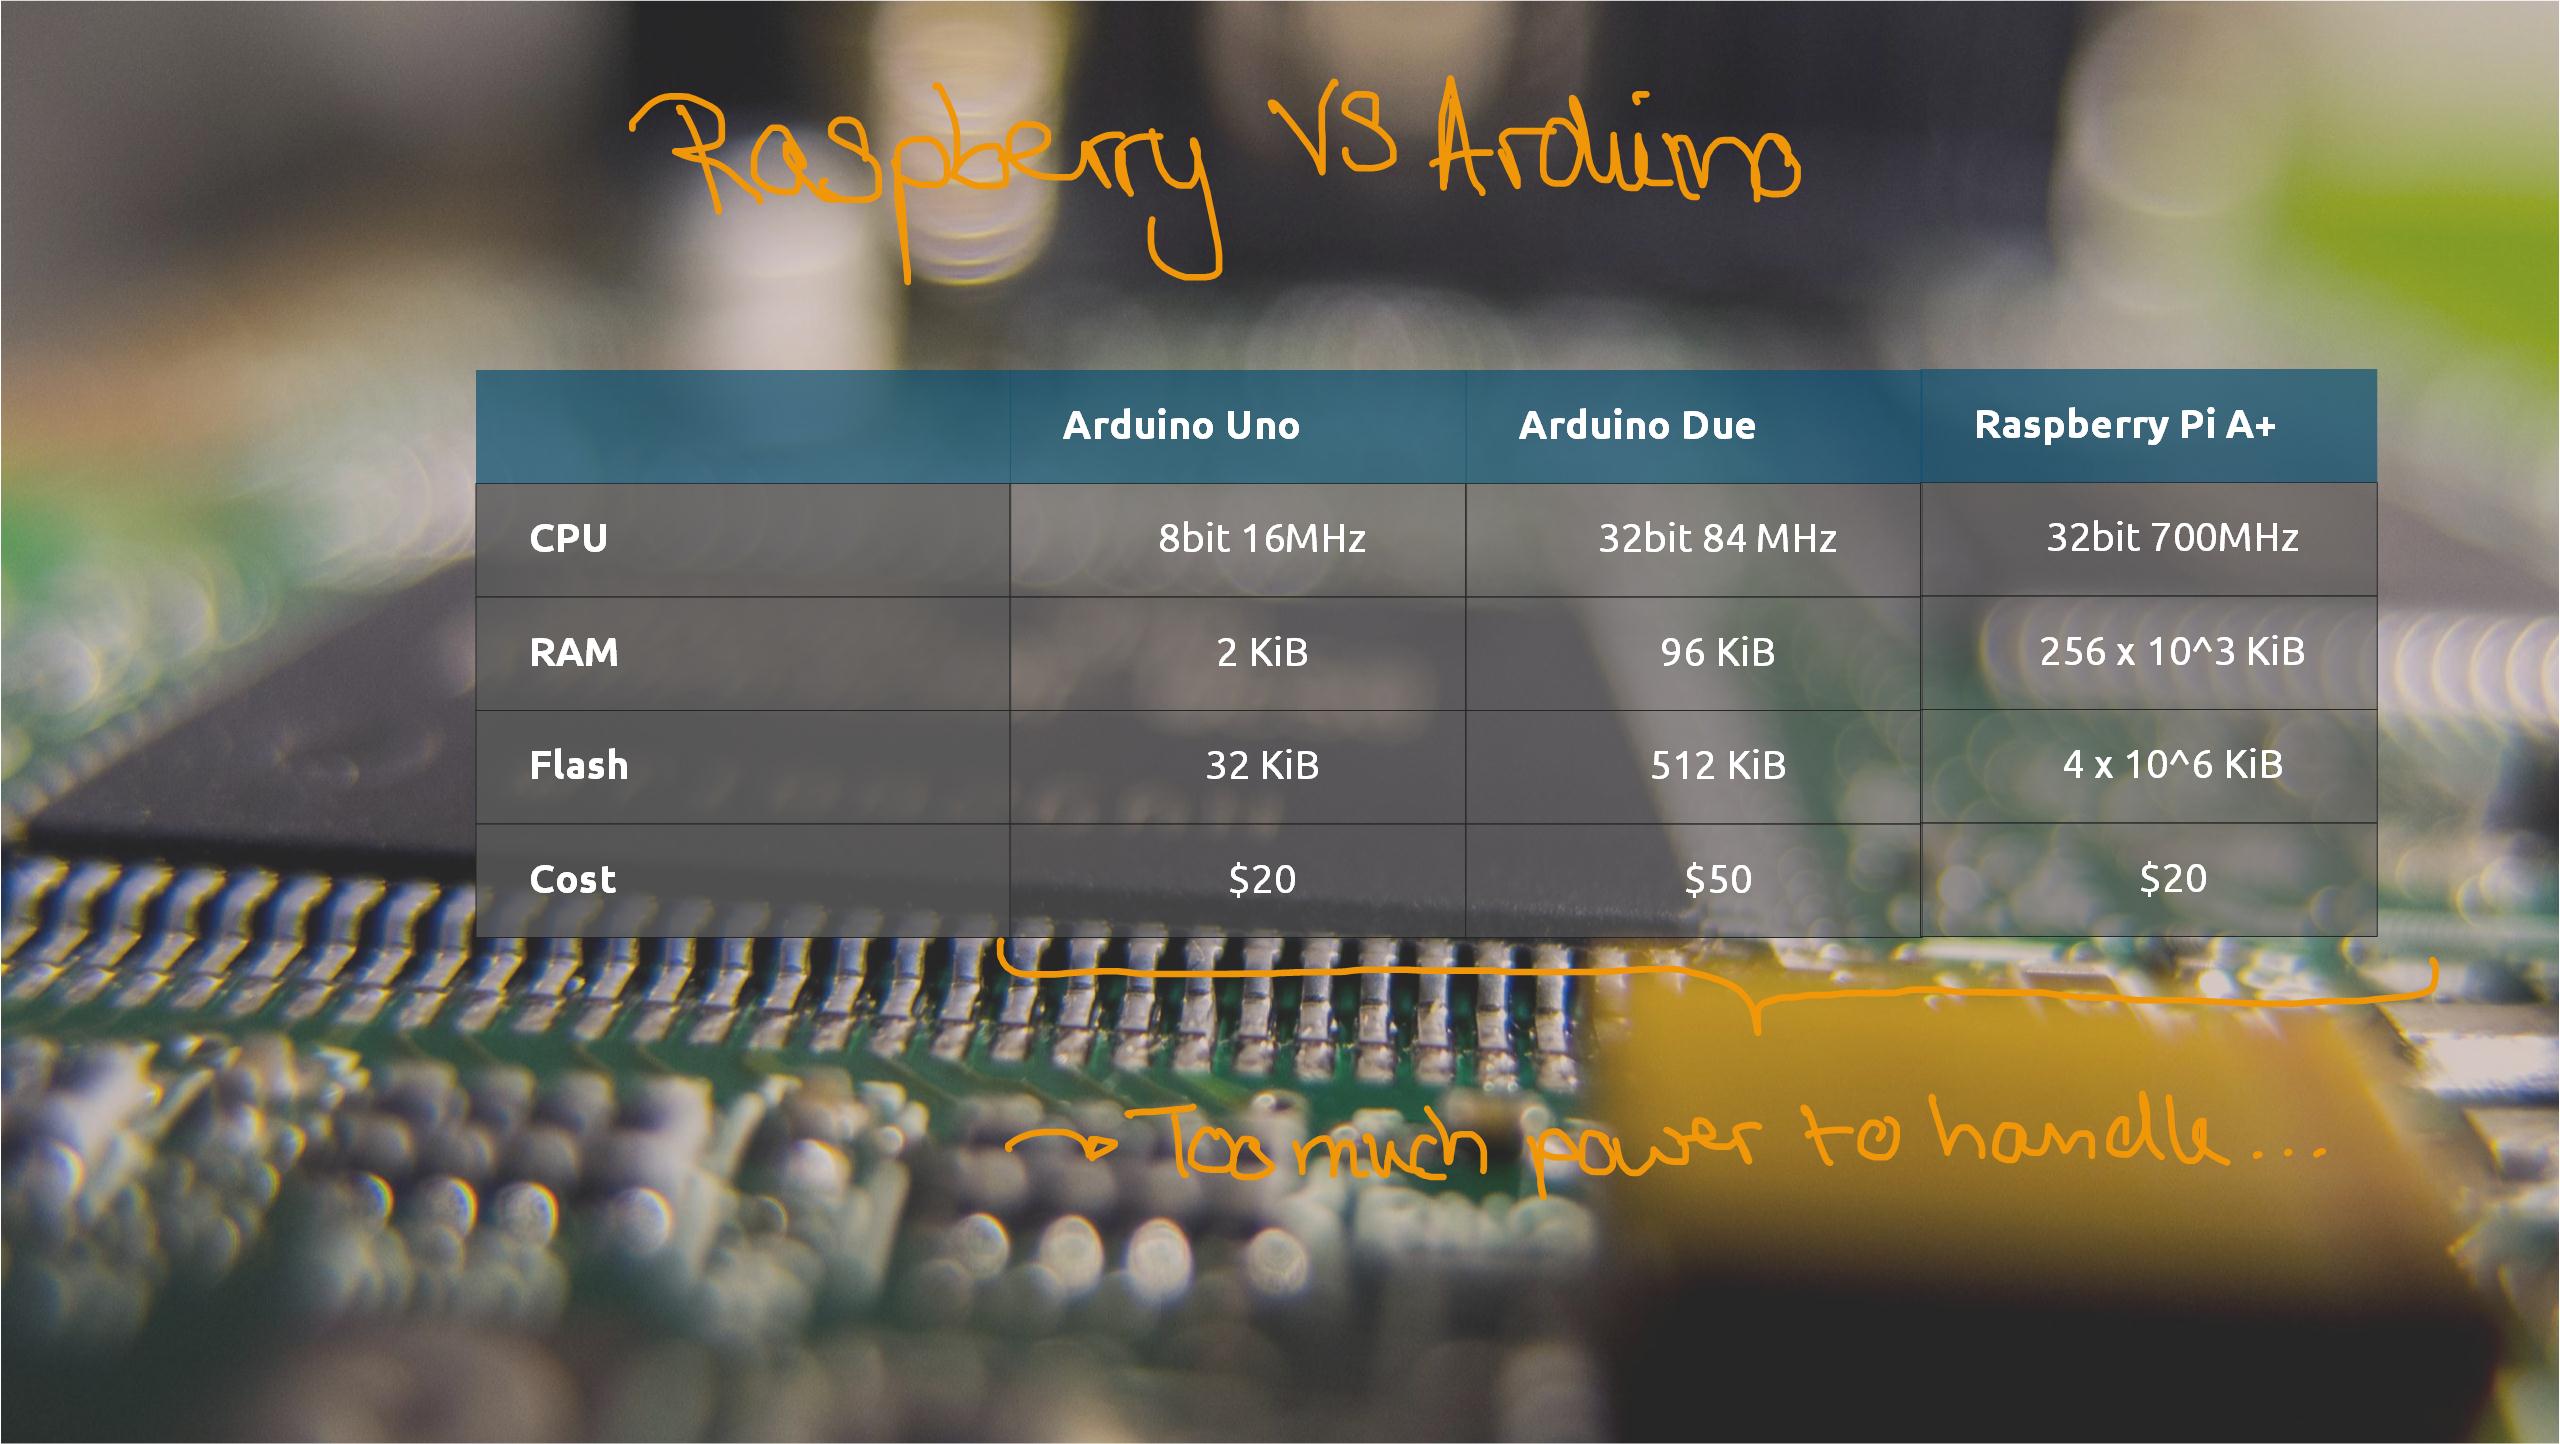 Raspberry VS Arduino
Arduino Uno Arduino Due Raspberry Pi A+
CPU 8bit 16MHz 32bit 84 MHz 32bit 700MHz
RAM 2 KiB 96 KiB 256 x 10^3 KiB
Flash 32 KiB 512 KiB 4 x 10^6 KiB
Cost $20 $50 $20
Too much power to handle...